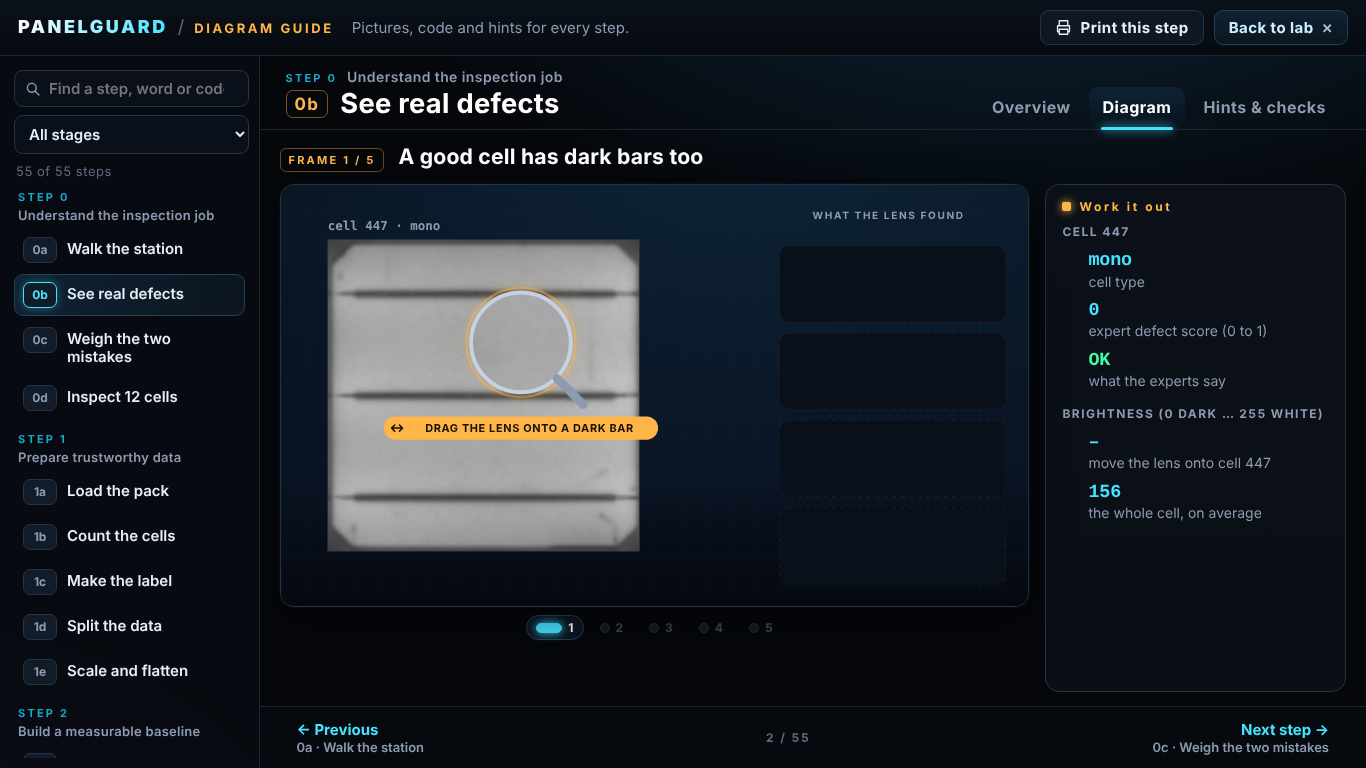 PANELGUARD / DIAGRAM GUIDE Pictures, code and hints for every step.
Print this step
Back to lab ×
Find a step, word or cod
All stages
55 of 55 steps
STEP 0
Understand the inspection job
0a Walk the station
0b See real defects
0c Weigh the two
mistakes
0d Inspect 12 cells
STEP 1
Prepare trustworthy data
1a Load the pack
1b Count the cells
1c Make the label
1d Split the data
1e Scale and flatten
STEP 2
Build a measurable baseline
STEP 0 Understand the inspection job
0b See real defects
Overview
Diagram
Hints & checks
FRAME 1 / 5 A good cell has dark bars too
cell 447 · mono
DRAG THE LENS ONTO A DARK BAR
WHAT THE LENS FOUND
1 2 3 4 5
Work it out
CELL 447
mono
cell type
0
expert defect score (0 to 1)
OK
what the experts say
BRIGHTNESS (0 DARK … 255 WHITE)
–
move the lens onto cell 447
156
the whole cell, on average
← Previous
0a · Walk the station
2 / 55
Next step →
0c · Weigh the two mistakes